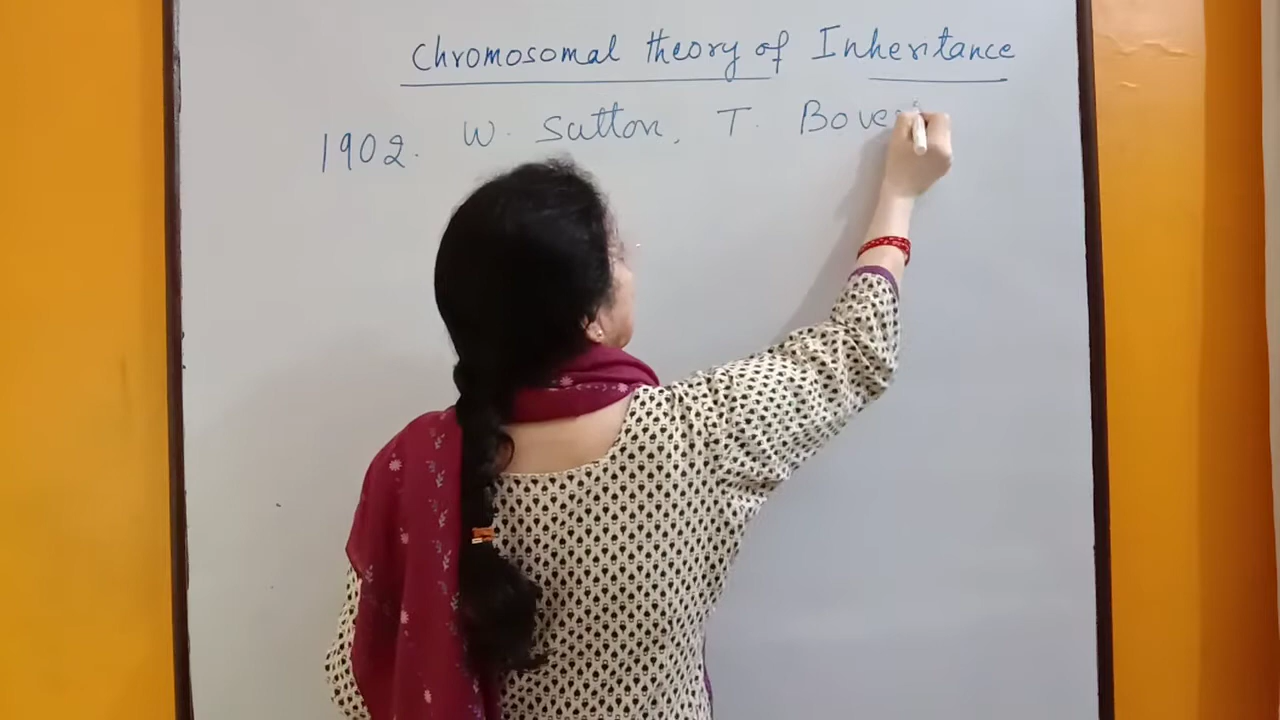 Chromosomal theory of Inheritance
1902. W. Sutton, T. Bove